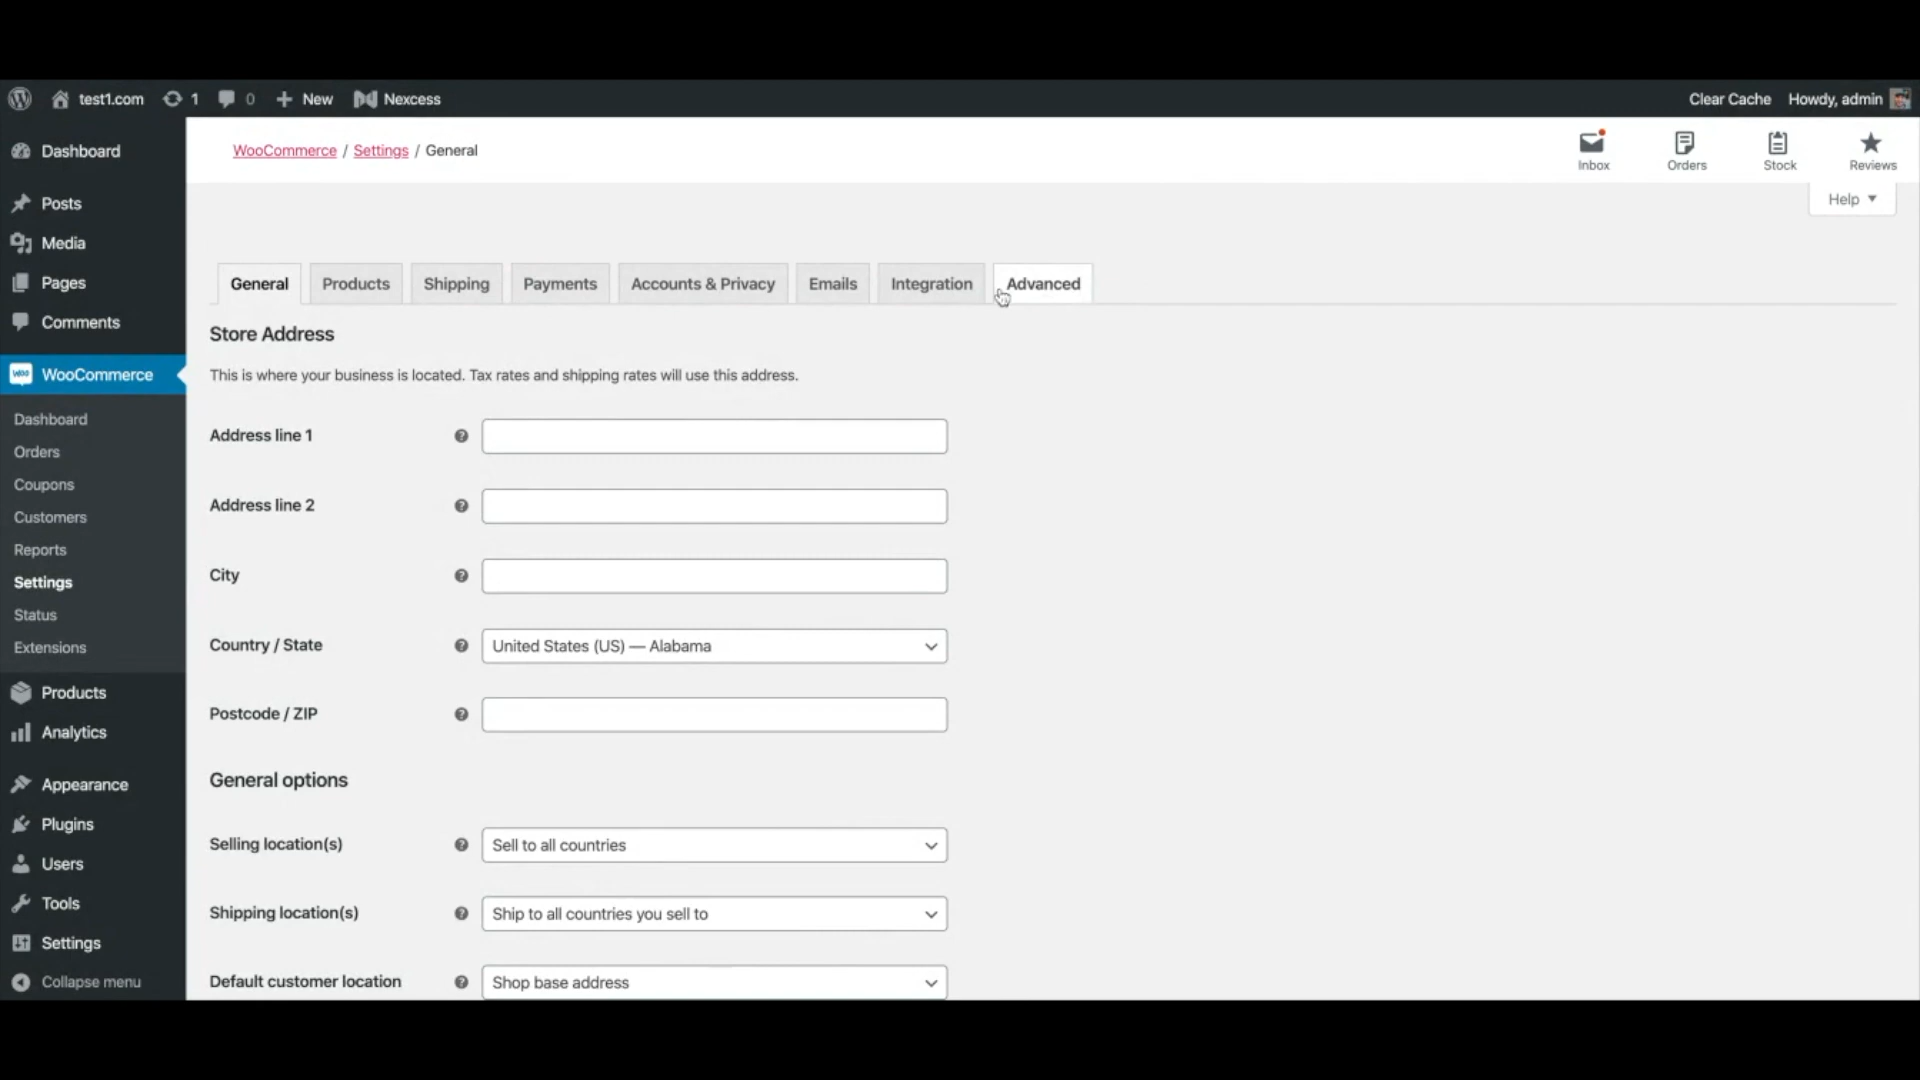 test1.com 1 0 New Nexcess Clear Cache Howdy, admin
Dashboard
Posts
Media
Pages
Comments
WooCommerce
Dashboard
Orders
Coupons
Customers
Reports
Settings
Status
Extensions
Products
Analytics
Appearance
Plugins
Users
Tools
Settings
Collapse menu
WooCommerce / Settings / General
Inbox Orders Stock Reviews
Help
General Products Shipping Payments Accounts & Privacy Emails Integration Advanced
Store Address
This is where your business is located. Tax rates and shipping rates will use this address.
Address line 1
Address line 2
City
Country / State United States (US) — Alabama
Postcode / ZIP
General options
Selling location(s) Sell to all countries
Shipping location(s) Ship to all countries you sell to
Default customer location Shop base address